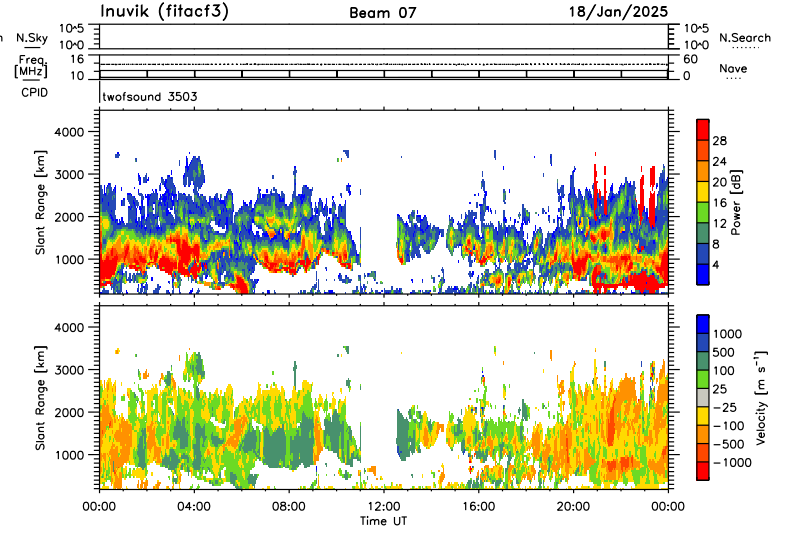 Inuvik (fitacf3) Beam 07 18/Jan/2025
n N.Sky 10^5 10^0 10^5 10^0 N.Search
Freq. [MHz] 16 10 60 0 Nave
CPID twofsound 3503
Slant Range [km]
4000
3000
2000
1000
28
24
20
16
12
8
4
Power [dB]
Slant Range [km]
4000
3000
2000
1000
1000
500
100
25
-25
-100
-500
-1000
Velocity [m s⁻¹]
00:00 04:00 08:00 12:00 16:00 20:00 00:00
Time UT